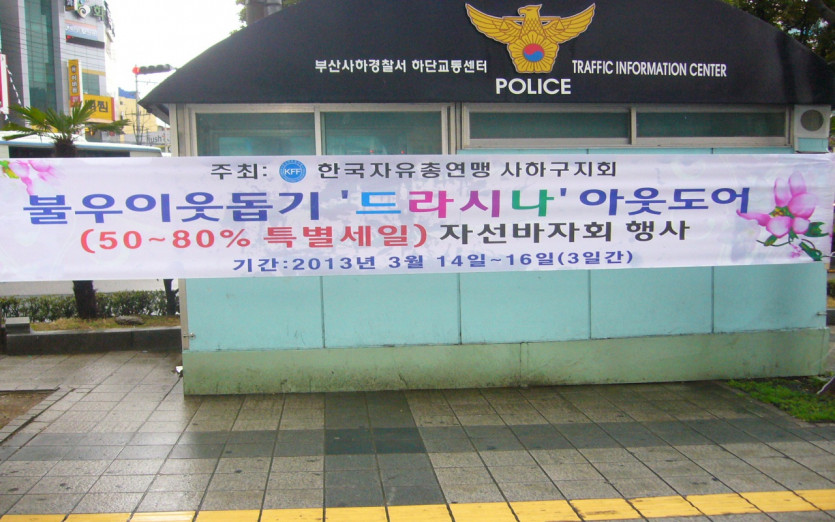 부산사하경찰서 하단교통센터
POLICE
TRAFFIC INFORMATION CENTER
주최: KFF 한국자유총연맹 사하구지회
불우이웃돕기 '드라시나' 아웃도어
(50~80% 특별세일) 자선바자회 행사
기간:2013년 3월 14일~16일(3일간)